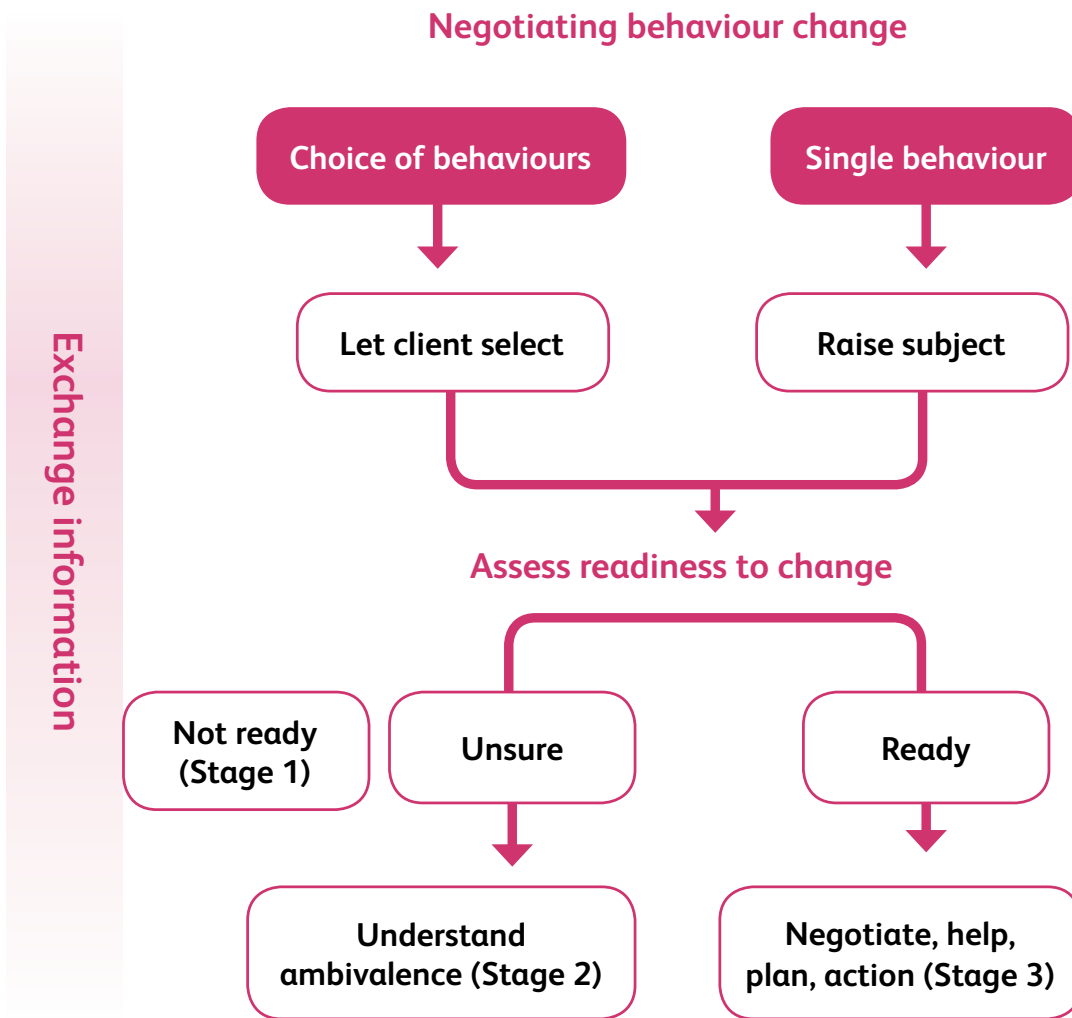 Negotiating behaviour change
Choice of behaviours
Single behaviour
Let client select
Raise subject
Exchange information
Assess readiness to change
Not ready
(Stage 1)
Unsure
Ready
Understand
ambivalence (Stage 2)
Negotiate, help,
plan, action (Stage 3)